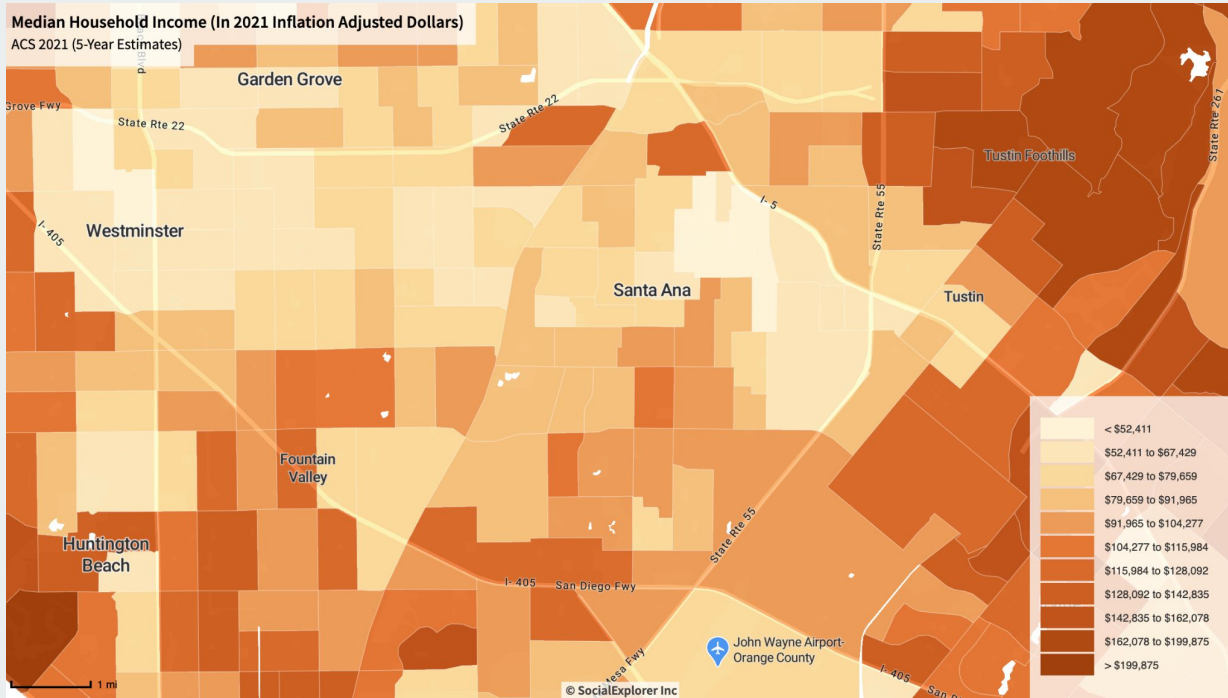 Median Household Income (In 2021 Inflation Adjusted Dollars)
ACS 2021 (5-Year Estimates)
Garden Grove
Grove Fwy
State Rte 22
State Rte 22
State Rte 261
Tustin Foothills
I- 5
State Rte 55
Westminster
I- 405
Santa Ana
Tustin
Fountain
Valley
Huntington
Beach
State Rte 55
I- 405
San Diego Fwy
John Wayne Airport-
Orange County
I- 405
< $52,411
$52,411 to $67,429
$67,429 to $79,659
$79,659 to $91,965
$91,965 to $104,277
$104,277 to $115,984
$115,984 to $128,092
$128,092 to $142,835
$142,835 to $162,078
$162,078 to $199,875
> $199,875
1 mi
© SocialExplorer Inc